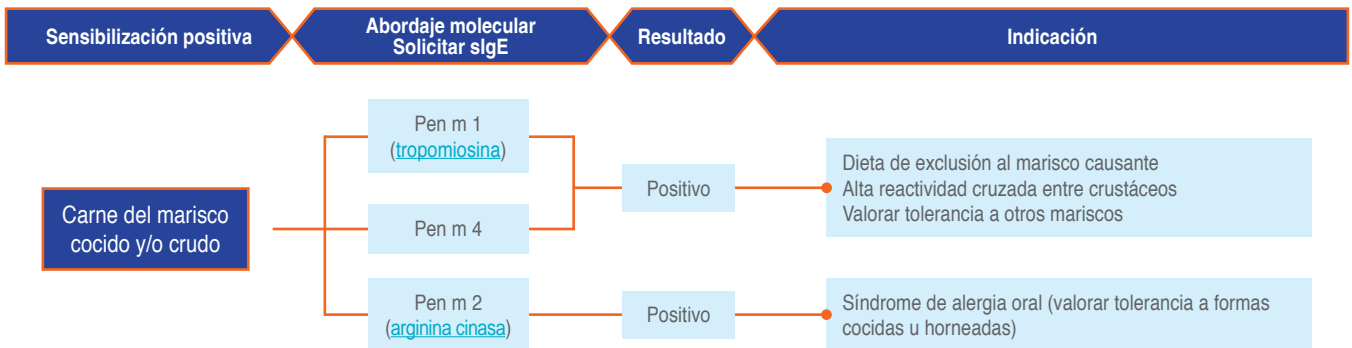 Sensibilización positiva
Abordaje molecular
Solicitar sIgE
Resultado
Indicación
Carne del marisco
cocido y/o crudo
Pen m 1
(tropomiosina)
Pen m 4
Positivo
Dieta de exclusión al marisco causante
Alta reactividad cruzada entre crustáceos
Valorar tolerancia a otros mariscos
Pen m 2
(arginina cinasa)
Positivo
Síndrome de alergia oral (valorar tolerancia a formas
cocidas u horneadas)